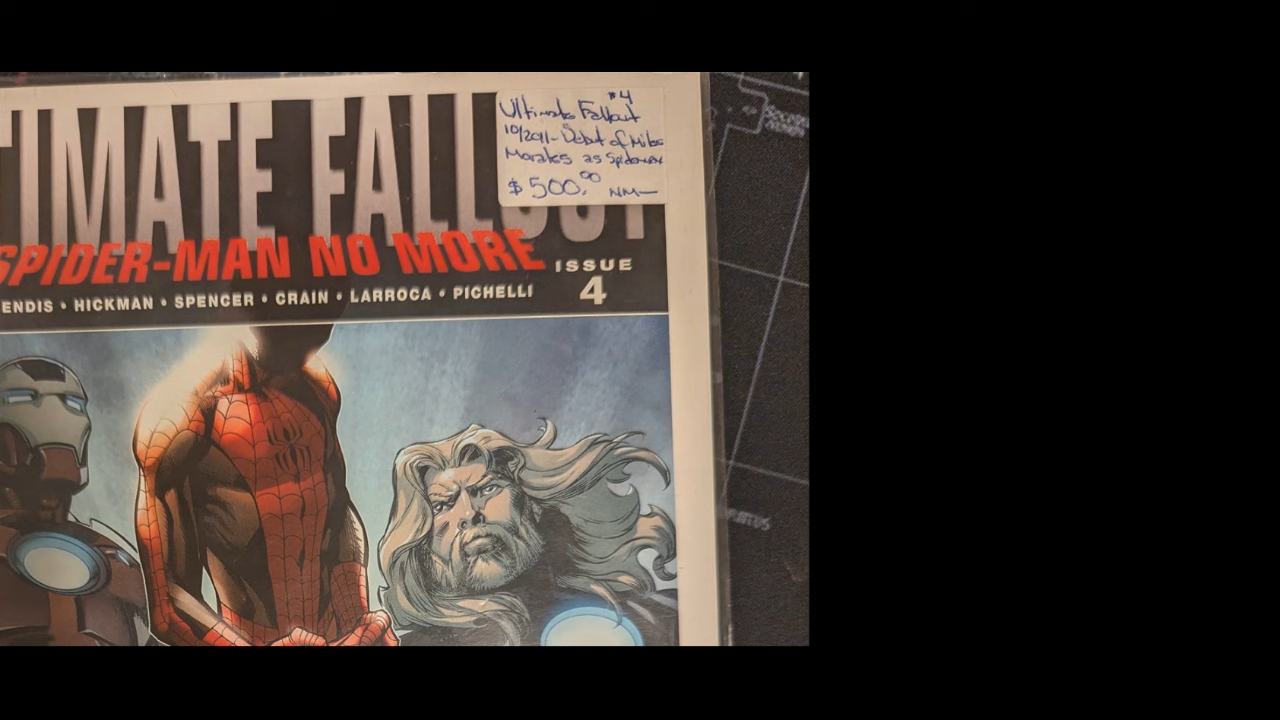 TIMATE FALLOUT
#4
Ultimate Fallout
10/2011-Debut of Miles
Morales as Spiderman
$500.00 NM-
SPIDER-MAN NO MORE
ISSUE
4
ENDIS • HICKMAN • SPENCER • CRAIN • LARROCA • PICHELLI